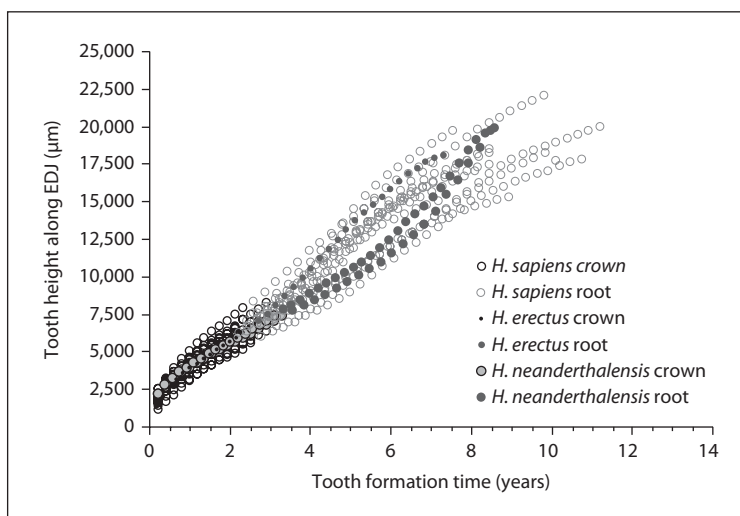 25,000
22,500
20,000
17,500
15,000
12,500
10,000
7,500
5,000
2,500
0
Tooth height along EDJ (µm)
H. sapiens crown
H. sapiens root
H. erectus crown
H. erectus root
H. neanderthalensis crown
H. neanderthalensis root
0 2 4 6 8 10 12 14
Tooth formation time (years)